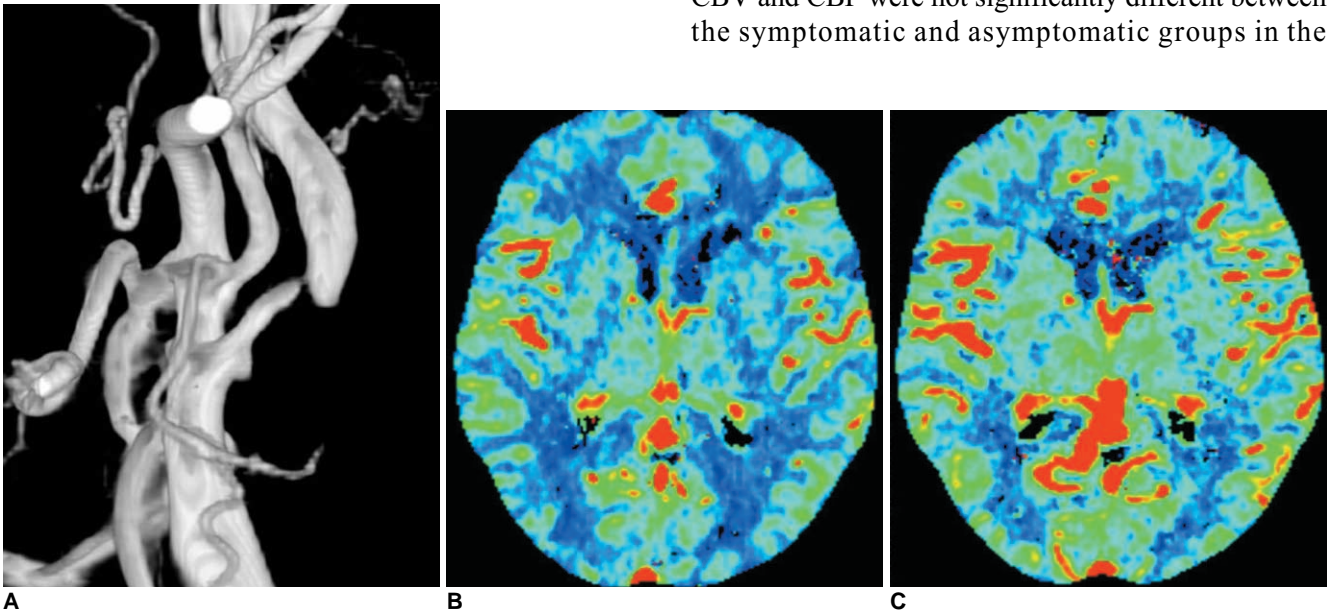 CBV and CBF were not significantly different between
the symptomatic and asymptomatic groups in the
A
B
C